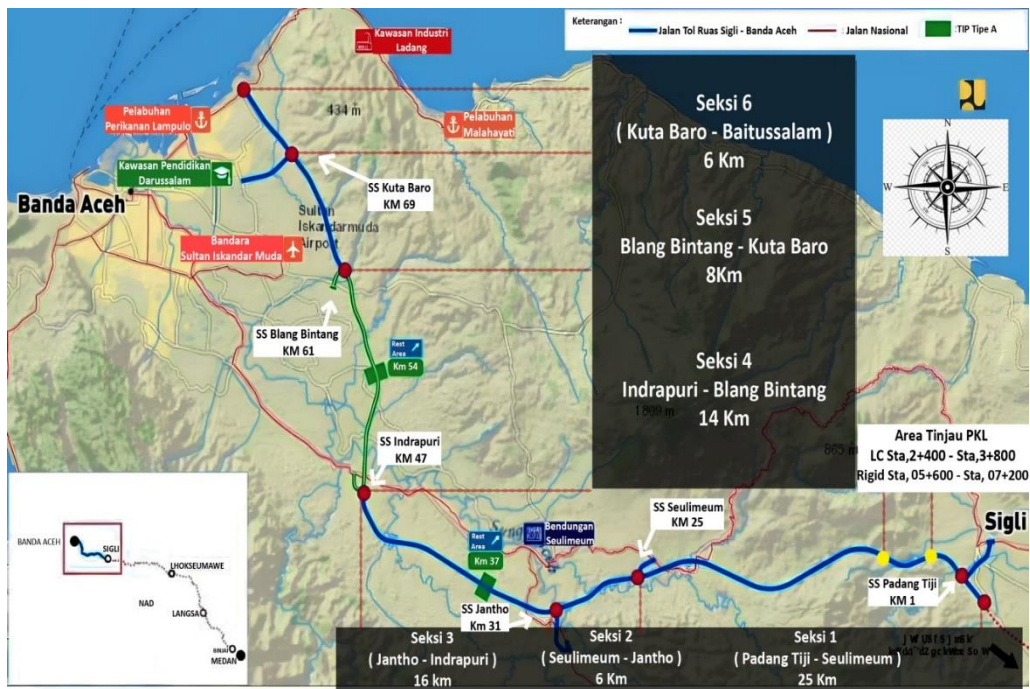 Keterangan :
Jalan Tol Ruas Sigli - Banda Aceh
: Jalan Nasional
:TIP Tipe A
Kawasan Industri
Ladang
Pelabuhan
Perikanan Lampulo
434 m
Pelabuhan
Malahayati
Kawasan Pendidikan
Darussalam
Banda Aceh
SS Kuta Baro
KM 69
Sultan
Iskandarmuda
Airport
Bandara
Sultan Iskandar Muda
SS Blang Bintang
KM 61
Rest
Area
Km 54
SS Indrapuri
KM 47
Seksi 6
( Kuta Baro - Baitussalam )
6 Km
Seksi 5
Blang Bintang - Kuta Baro
8Km
Seksi 4
Indrapuri - Blang Bintang
14 Km
N
W
E
S
Area Tinjau PKL
LC Sta,2+400 - Sta,3+800
Rigid Sta, 05+600 - Sta, 07+200
SS Seulimeum
KM 25
Sigli
Bendungan
Seulimeum
Rest
Area
Km 37
SS Jantho
Km 31
SS Padang Tiji
KM 1
BANDA ACEH
SIGLI
LHOKSEUMAWE
NAD
LANGSA
BINJAI
MEDAN
Seksi 3
( Jantho - Indrapuri )
16 km
Seksi 2
( Seulimeum - Jantho )
6 Km
Seksi 1
( Padang Tiji - Seulimeum )
25 Km